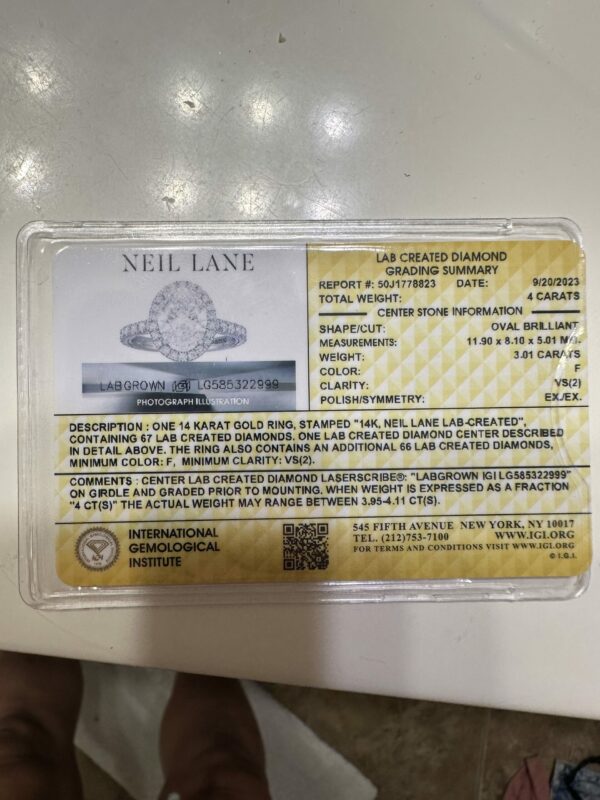 NEIL LANE
LABGROWN IGI LG585322999
PHOTOGRAPH ILLUSTRATION
LAB CREATED DIAMOND
GRADING SUMMARY
REPORT #: 50J1778823 DATE: 9/20/2023
TOTAL WEIGHT: 4 CARATS
CENTER STONE INFORMATION
SHAPE/CUT: OVAL BRILLIANT
MEASUREMENTS: 11.90 x 8.10 x 5.01 MM.
WEIGHT: 3.01 CARATS
COLOR: F
CLARITY: VS(2)
POLISH/SYMMETRY: EX./EX.
DESCRIPTION : ONE 14 KARAT GOLD RING, STAMPED "14K, NEIL LANE LAB-CREATED",
CONTAINING 67 LAB CREATED DIAMONDS. ONE LAB CREATED DIAMOND CENTER DESCRIBED
IN DETAIL ABOVE. THE RING ALSO CONTAINS AN ADDITIONAL 66 LAB CREATED DIAMONDS,
MINIMUM COLOR: F, MINIMUM CLARITY: VS(2).
COMMENTS : CENTER LAB CREATED DIAMOND LASERSCRIBE®: "LABGROWN IGI LG585322999"
ON GIRDLE AND GRADED PRIOR TO MOUNTING. WHEN WEIGHT IS EXPRESSED AS A FRACTION
"4 CT(S)" THE ACTUAL WEIGHT MAY RANGE BETWEEN 3.95-4.11 CT(S).
INTERNATIONAL
GEMOLOGICAL
INSTITUTE
545 FIFTH AVENUE NEW YORK, NY 10017
TEL. (212)753-7100 WWW.IGI.ORG
FOR TERMS AND CONDITIONS VISIT WWW.IGI.ORG
© I.G.I.